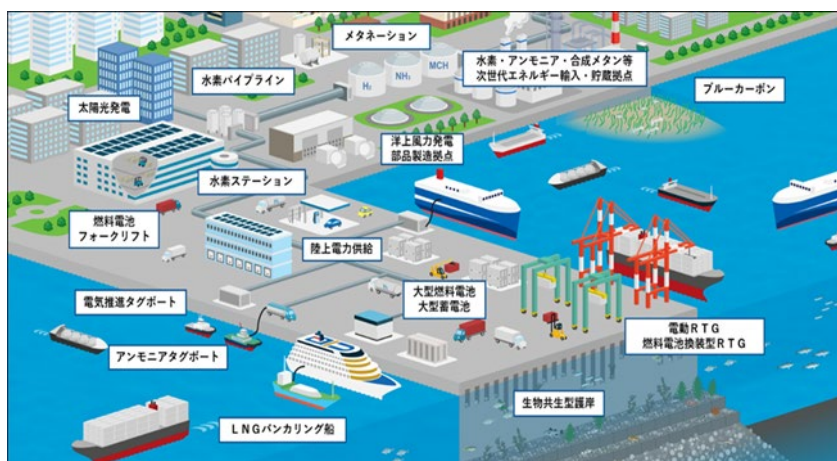 メタネーション
水素・アンモニア・合成メタン等
次世代エネルギー輸入・貯蔵拠点
水素パイプライン
H₂
NH₃
MCH
ブルーカーボン
太陽光発電
洋上風力発電
部品製造拠点
水素ステーション
燃料電池
フォークリフト
陸上電力供給
大型燃料電池
大型蓄電池
電気推進タグボート
電動RTG
燃料電池換装型RTG
アンモニアタグボート
生物共生型護岸
LNGバンカリング船